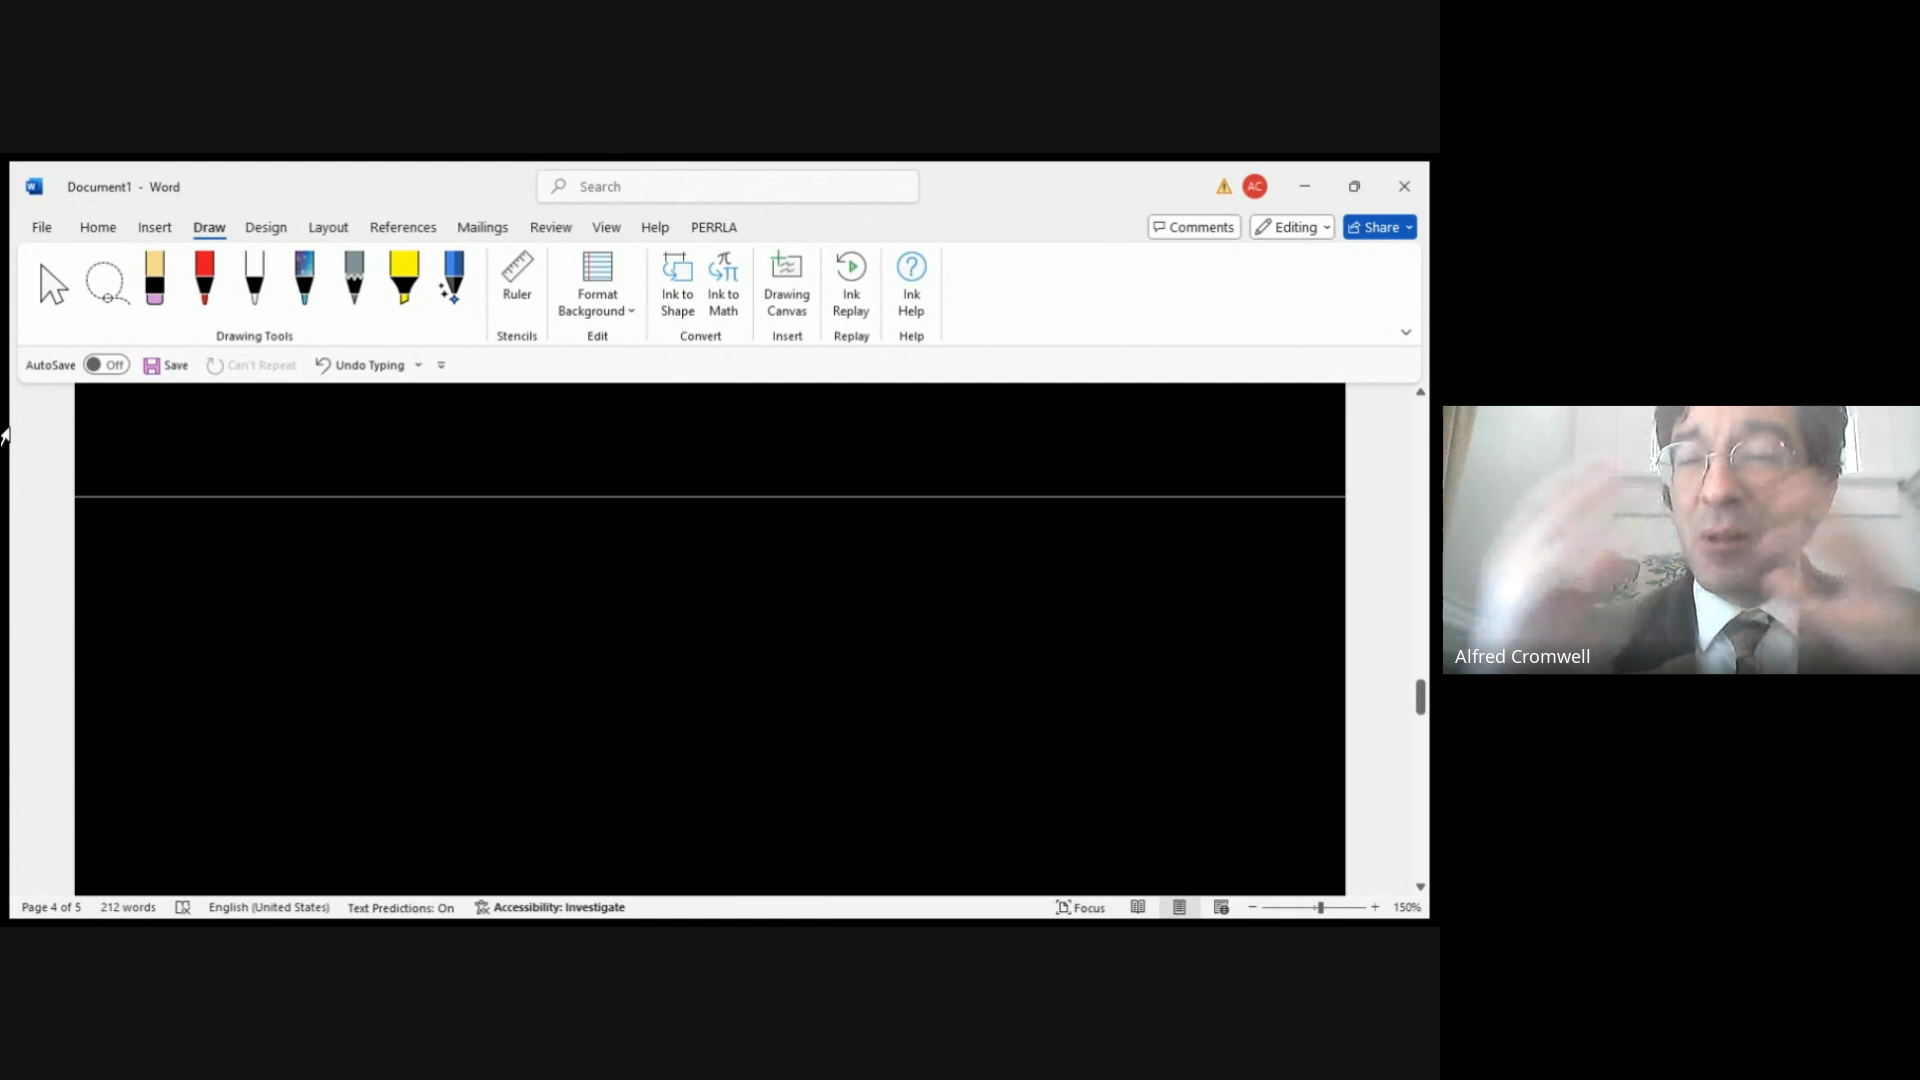 Document1 - Word
Search
AC
File Home Insert Draw Design Layout References Mailings Review View Help PERRLA
Comments Editing Share
Ruler
Format Background
Ink to Shape
Ink to Math
Drawing Canvas
Ink Replay
Ink Help
Drawing Tools Stencils Edit Convert Insert Replay Help
AutoSave Off Save Can't Repeat Undo Typing
Alfred Cromwell
Page 4 of 5 212 words English (United States) Text Predictions: On Accessibility: Investigate Focus 150%